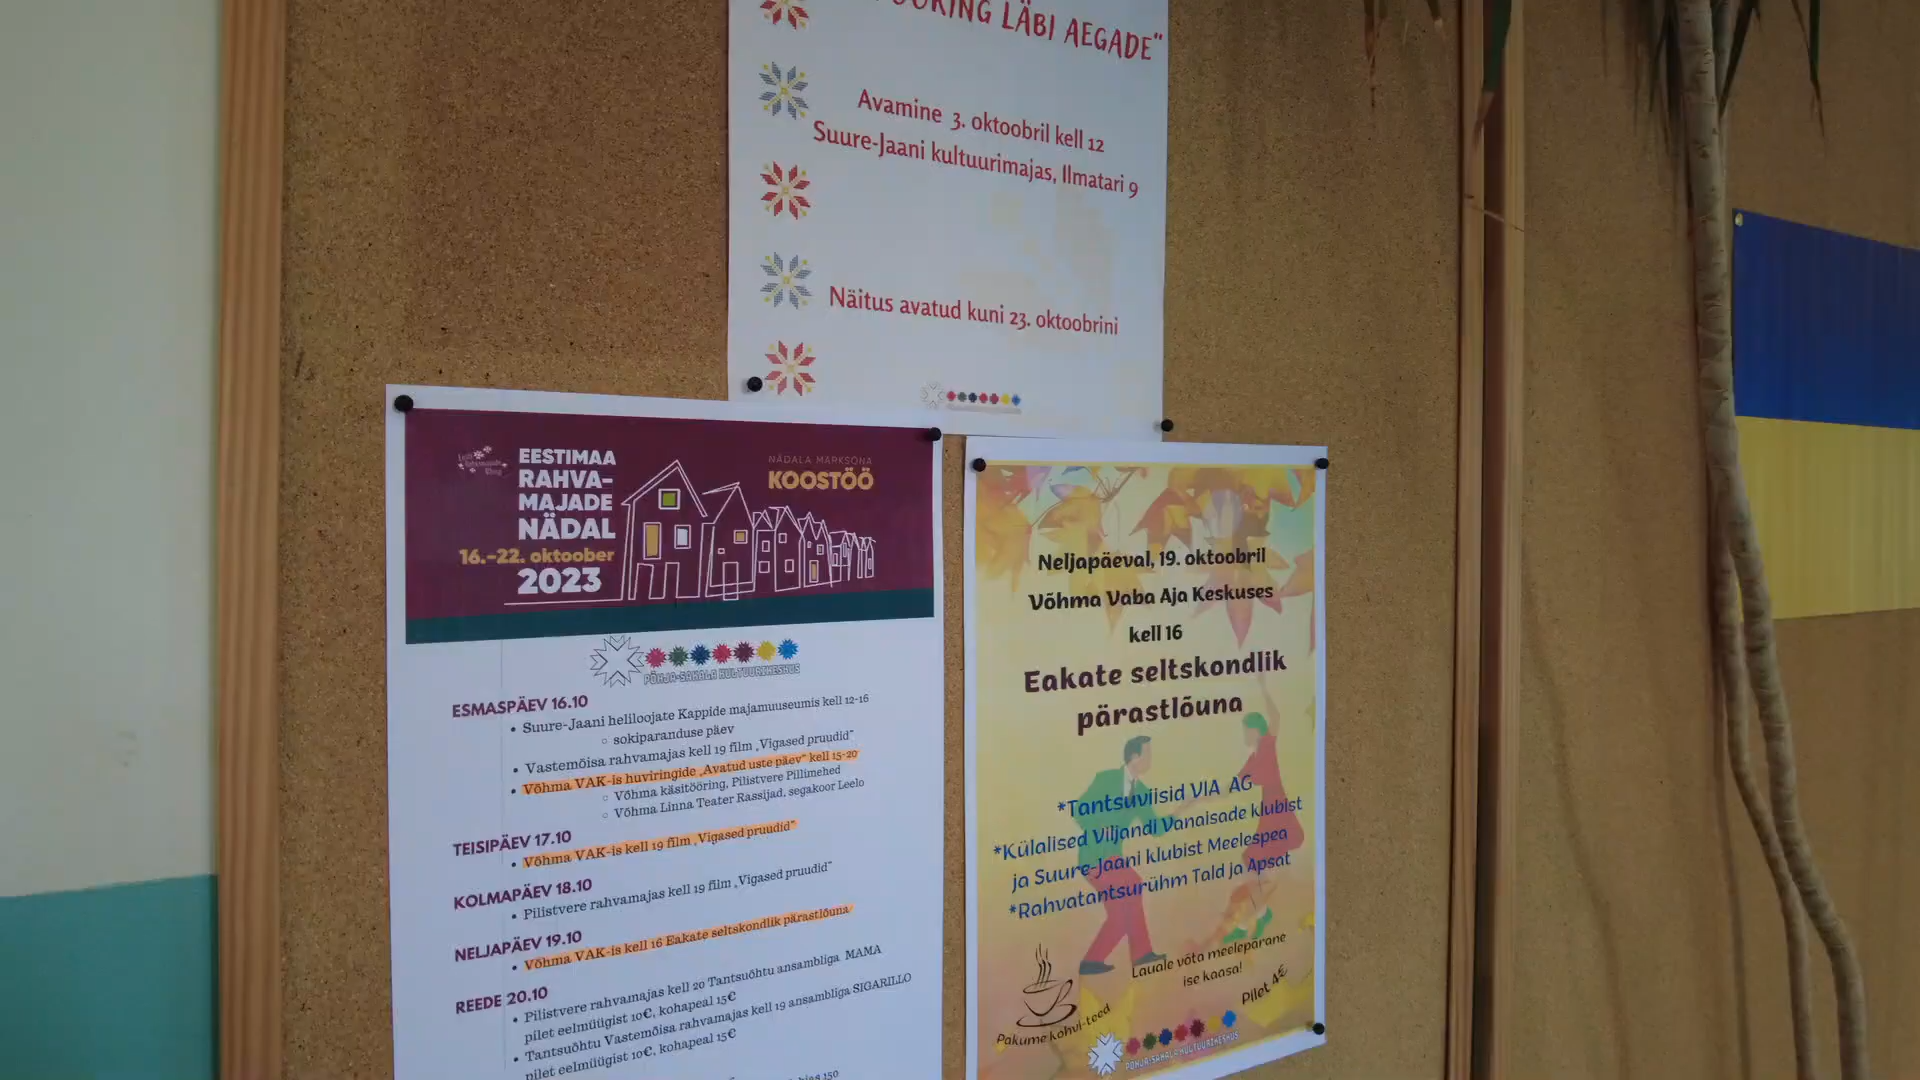 LÄBI AEGADE"
Avamine 3. oktoobril kell 12
Suure-Jaani kultuurimajas, Ilmatari 9
Näitus avatud kuni 23. oktoobrini
EESTIMAA
RAHVA-
MAJADE
NÄDAL
16.-22. oktoober
2023
NÄDALA MÄRKSÕNA
KOOSTÖÖ
PÕHJA-SAKALA KULTUURIKESKUS
ESMASPÄEV 16.10
• Suure-Jaani heliloojate Kappide majamuuseumis kell 12-16
○ sokiparanduse päev
• Vastemõisa rahvamajas kell 19 film „Vigased pruudid"
• Võhma VAK-is huviringide „Avatud uste päev" kell 15-20
○ Võhma käsitööring, Pilistvere Pillimehed
○ Võhma Linna Teater Rassijad, segakoor Leelo
TEISIPÄEV 17.10
• Võhma VAK-is kell 19 film „Vigased pruudid"
KOLMAPÄEV 18.10
• Pilistvere rahvamajas kell 19 film „Vigased pruudid"
NELJAPÄEV 19.10
• Võhma VAK-is kell 16 Eakate seltskondlik pärastlõuna
REEDE 20.10
• Pilistvere rahvamajas kell 20 Tantsuõhtu ansambliga MAMA
pilet eelmüügist 10€, kohapeal 15€
• Tantsuõhtu Vastemõisa rahvamajas kell 19 ansambliga SIGARILLO
pilet eelmüügist 10€, kohapeal 15€
150
Neljapäeval, 19. oktoobril
Võhma Vaba Aja Keskuses
kell 16
Eakate seltskondlik
pärastlõuna
*Tantsuviisid VIA AG
*Külalised Viljandi Vanaisade klubist
ja Suure-Jaani klubist Meelespea
*Rahvatantsurühm Tald ja Apsat
Lauale võta meelepärane
ise kaasa!
Pilet 4€
Pakume kohvi-teed
PÕHJA-SAKALA KULTUURIKESKUS